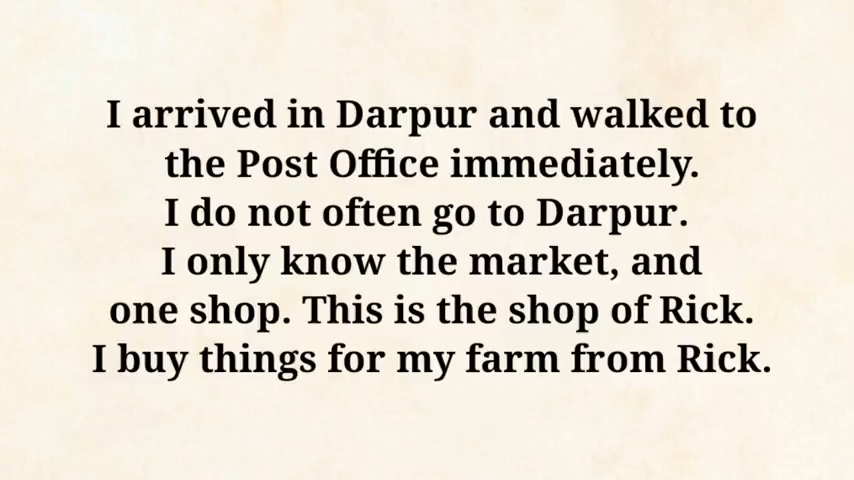 I arrived in Darpur and walked to
the Post Office immediately.
I do not often go to Darpur.
I only know the market, and
one shop. This is the shop of Rick.
I buy things for my farm from Rick.